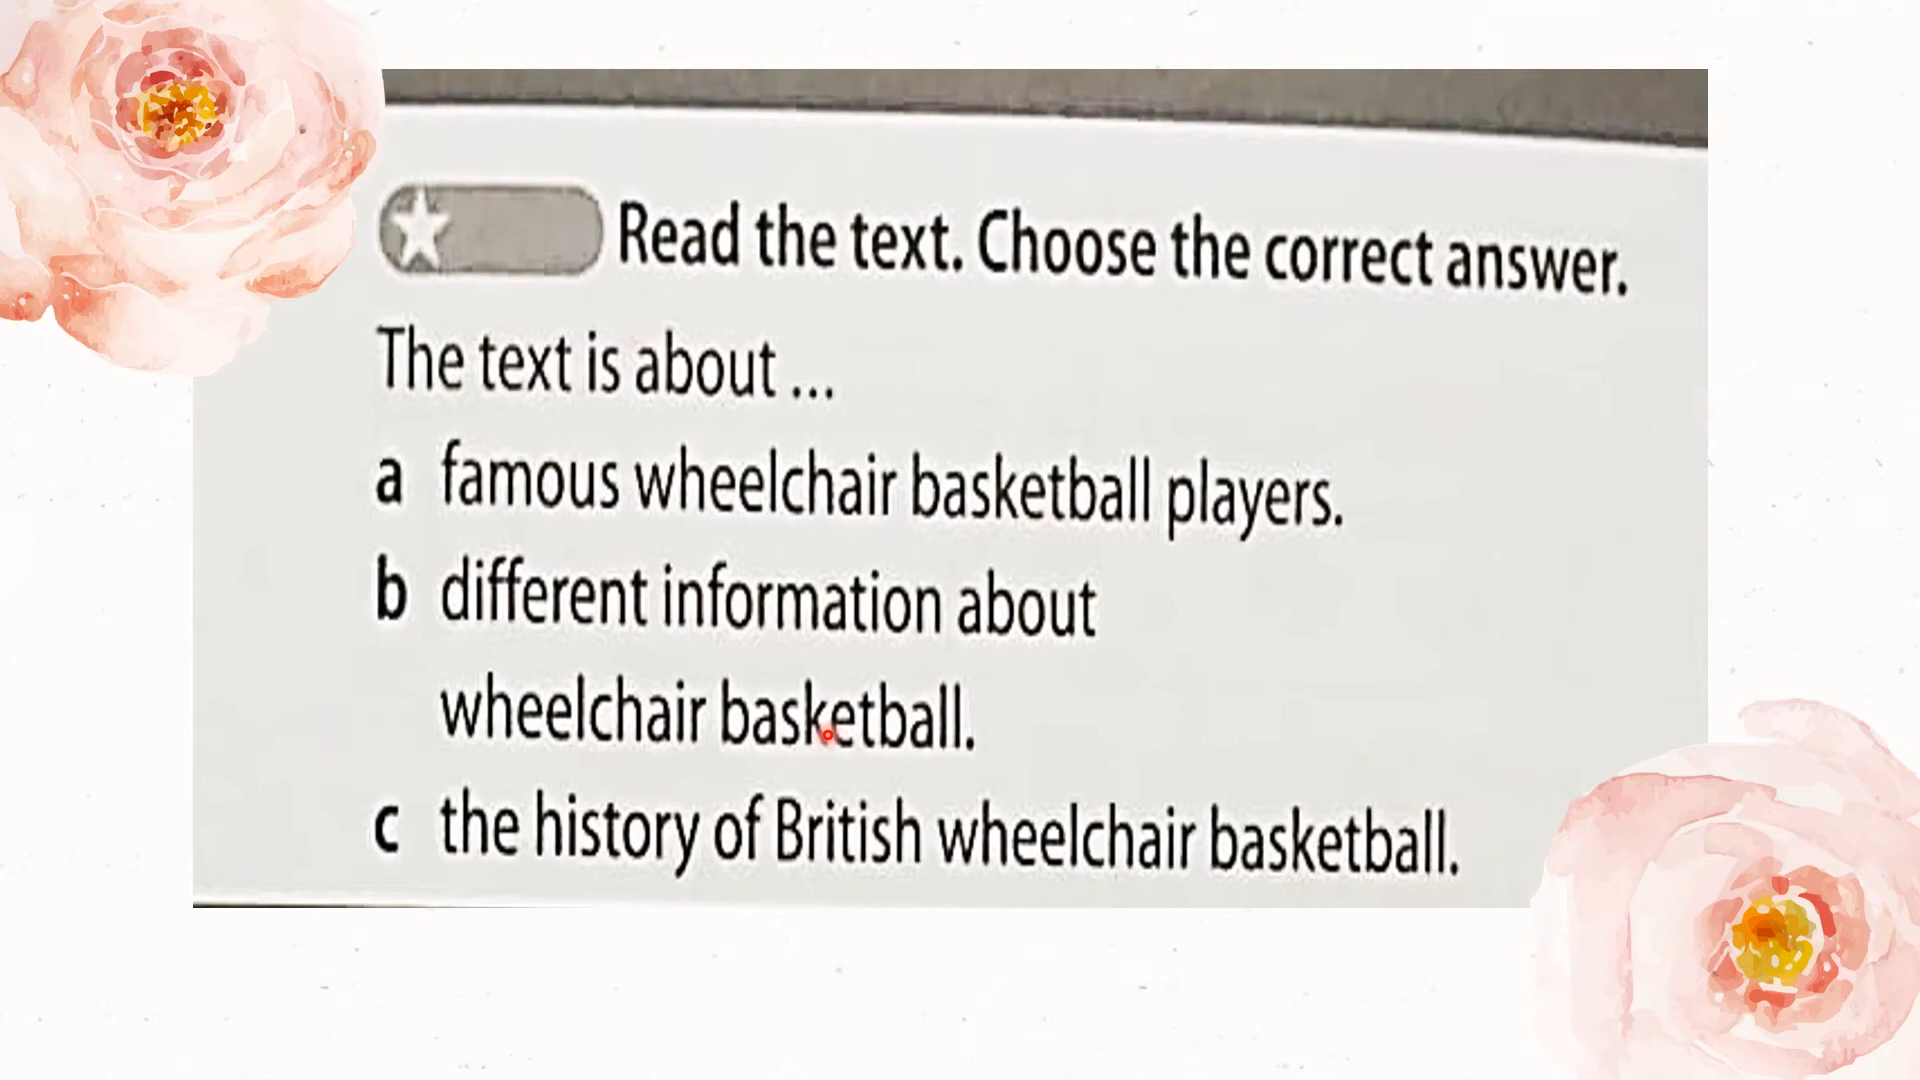 Read the text. Choose the correct answer.
The text is about ...
a famous wheelchair basketball players.
b different information about
wheelchair basketball.
c the history of British wheelchair basketball.